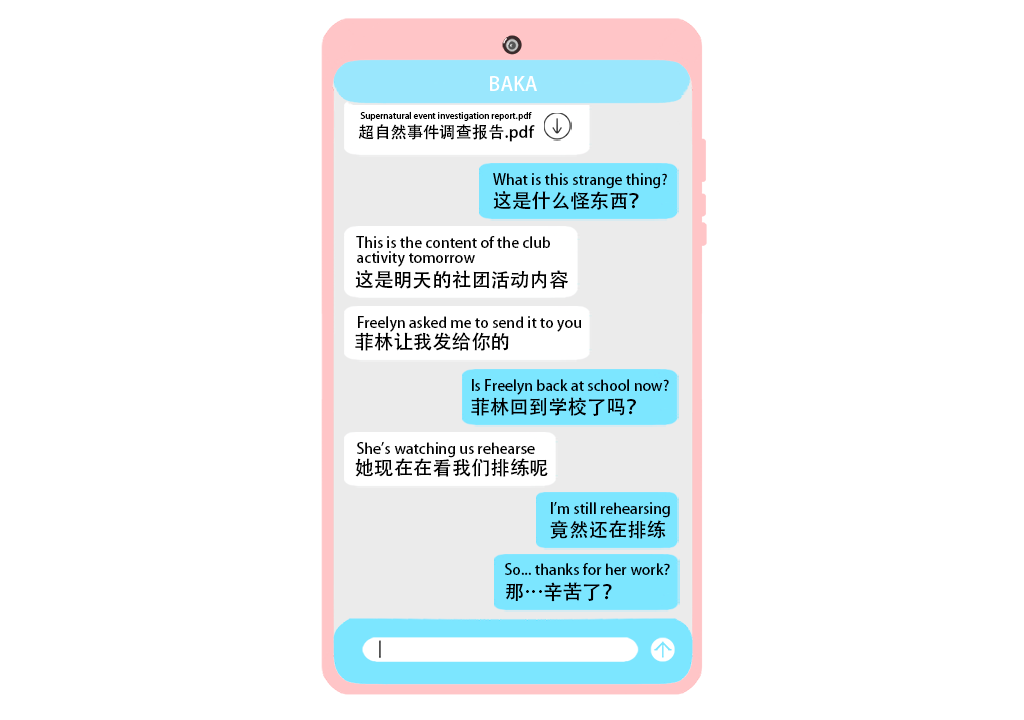 BAKA
Supernatural event investigation report.pdf
超自然事件调查报告.pdf
What is this strange thing?
这是什么怪东西？
This is the content of the club
activity tomorrow
这是明天的社团活动内容
Freelyn asked me to send it to you
菲林让我发给你的
Is Freelyn back at school now?
菲林回到学校了吗？
She's watching us rehearse
她现在在看我们排练呢
I'm still rehearsing
竟然还在排练
So... thanks for her work?
那…辛苦了？